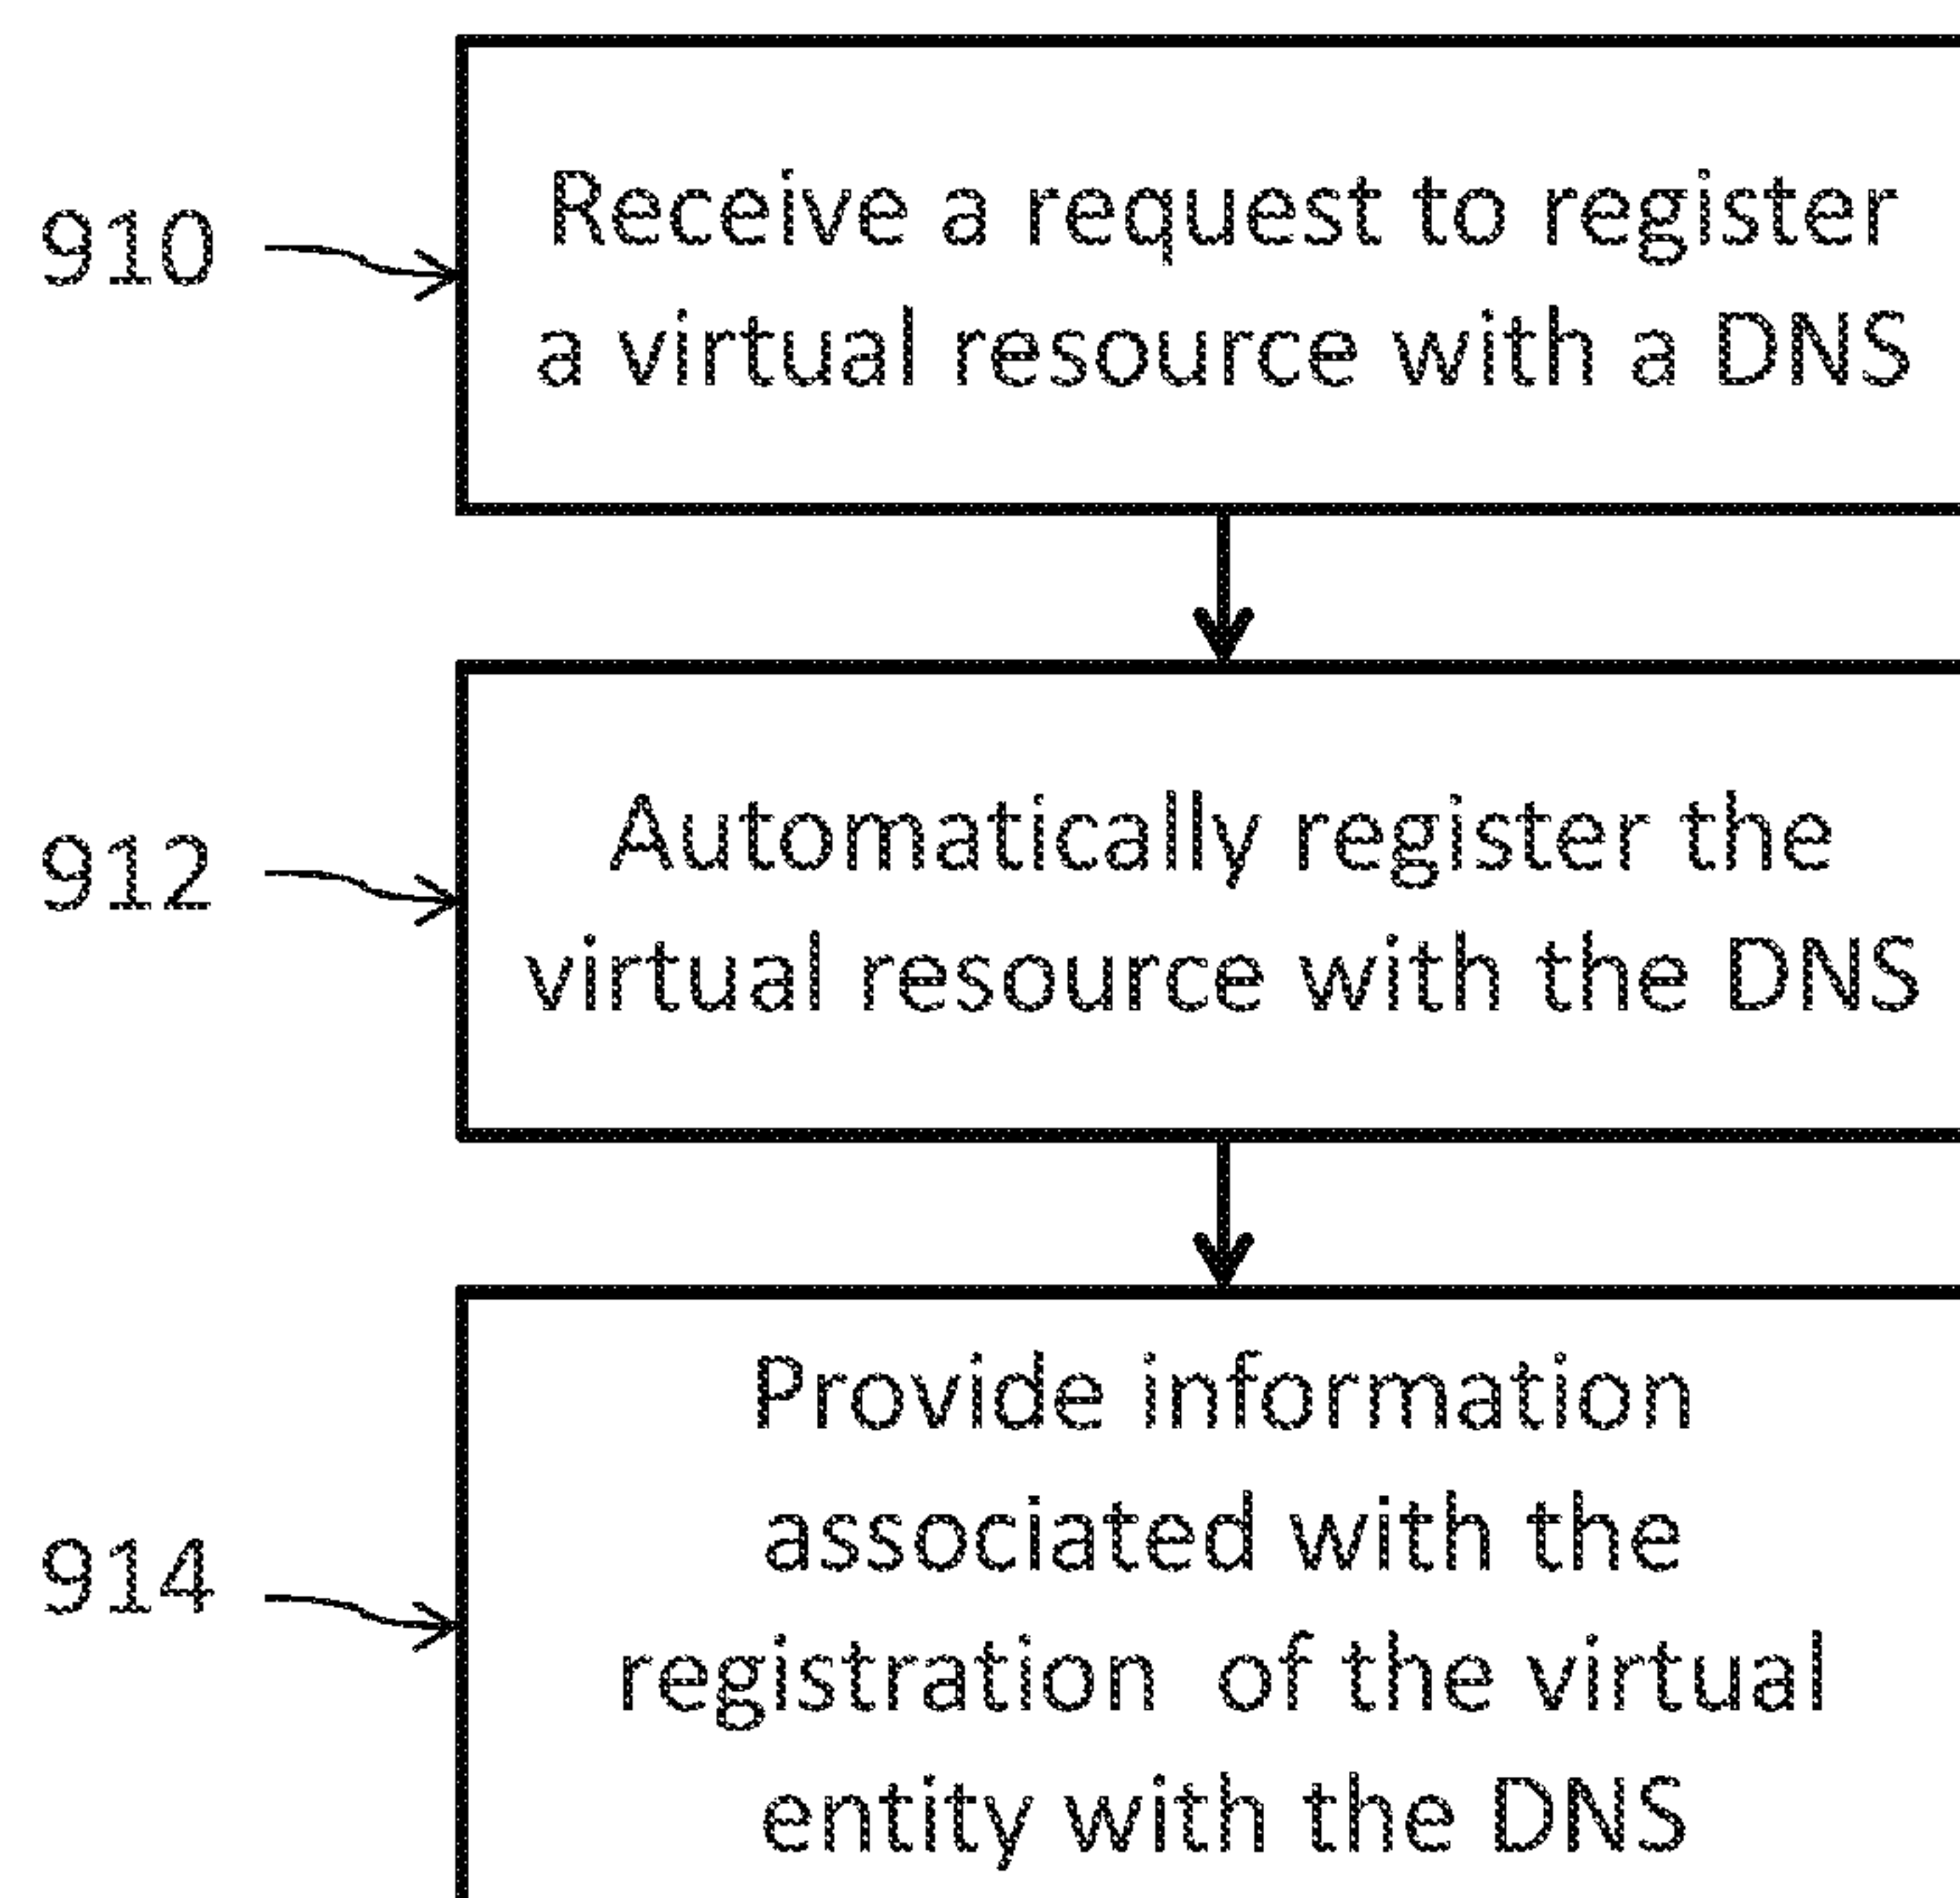 910
Receive a request to register
a virtual resource with a DNS
912
Automatically register the
virtual resource with the DNS
914
Provide information
associated with the
registration of the virtual
entity with the DNS